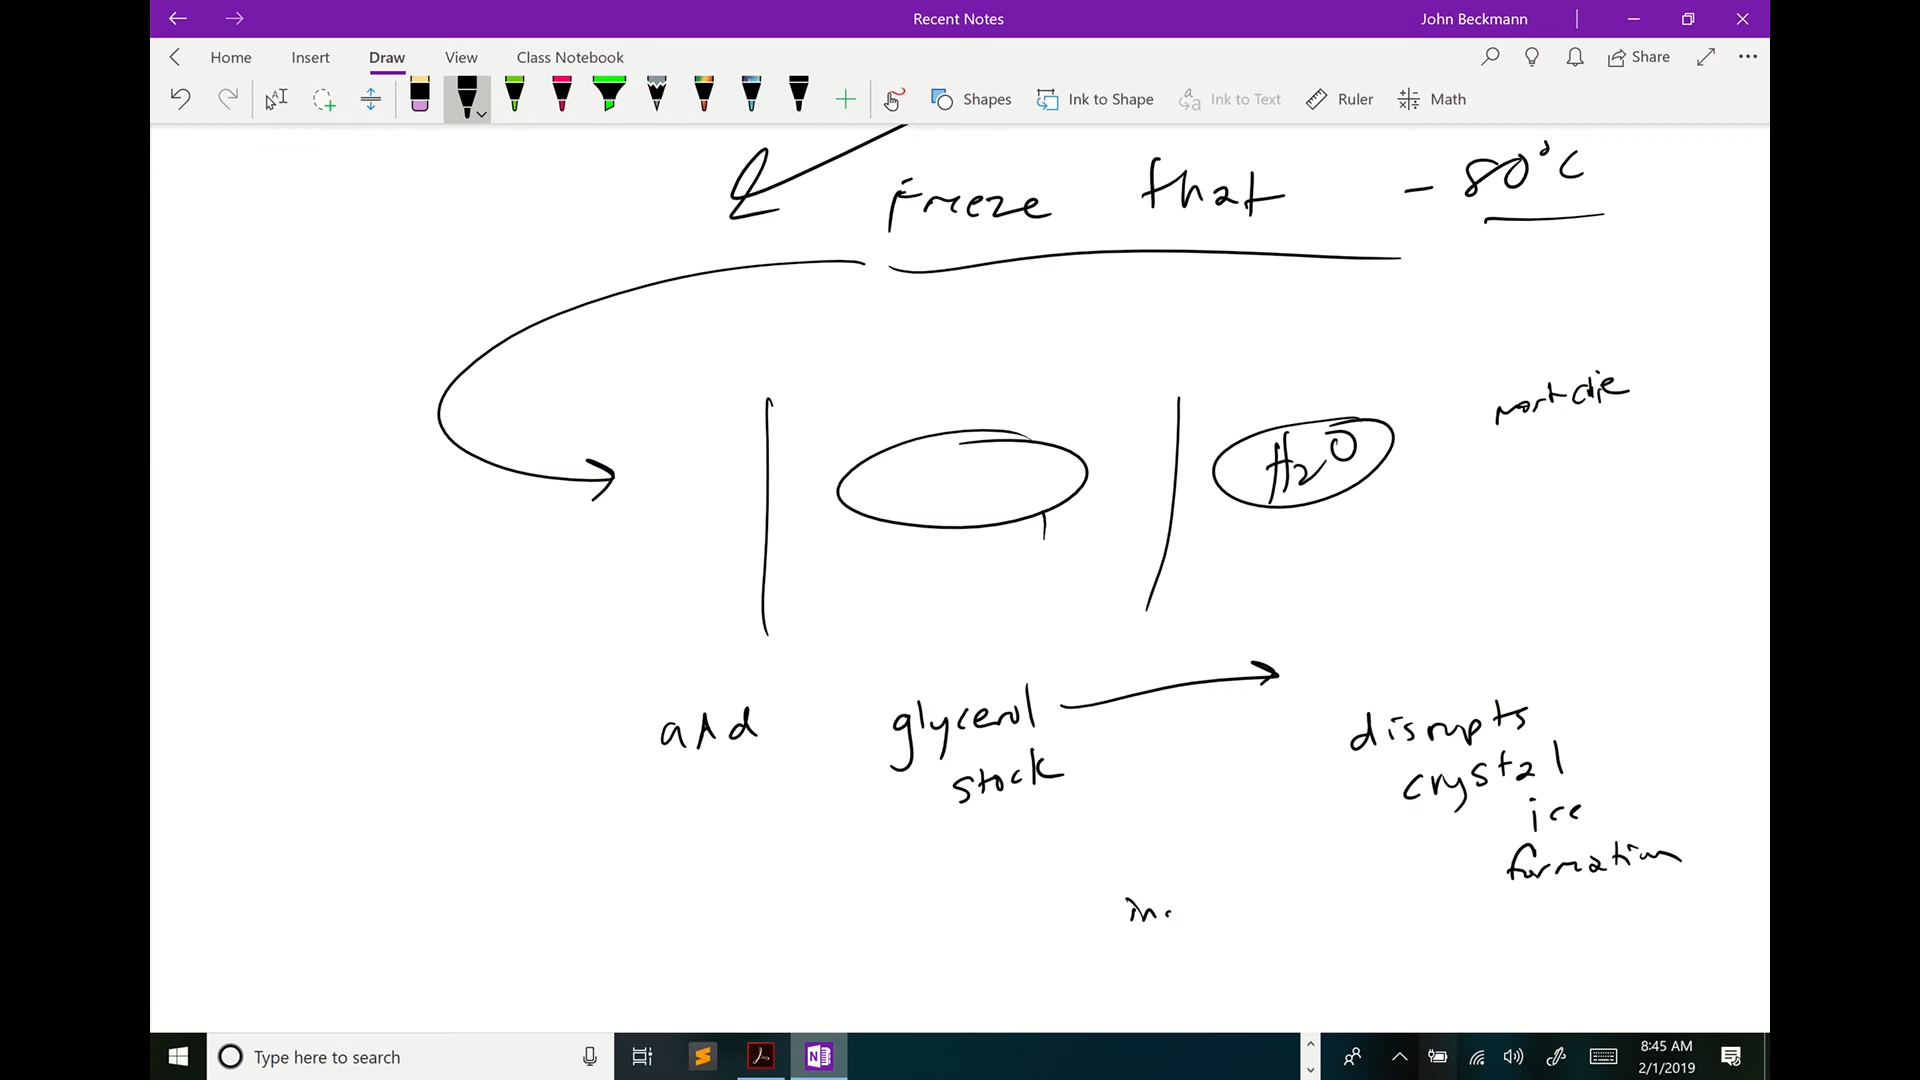 Recent Notes
John Beckmann
Home Insert Draw View Class Notebook
Share
Shapes Ink to Shape Ink to Text Ruler Math
Freeze that - 80°C
H2O
add glycerol stock
disrupts
crystal
ice
formation
Type here to search
8:45 AM
2/1/2019